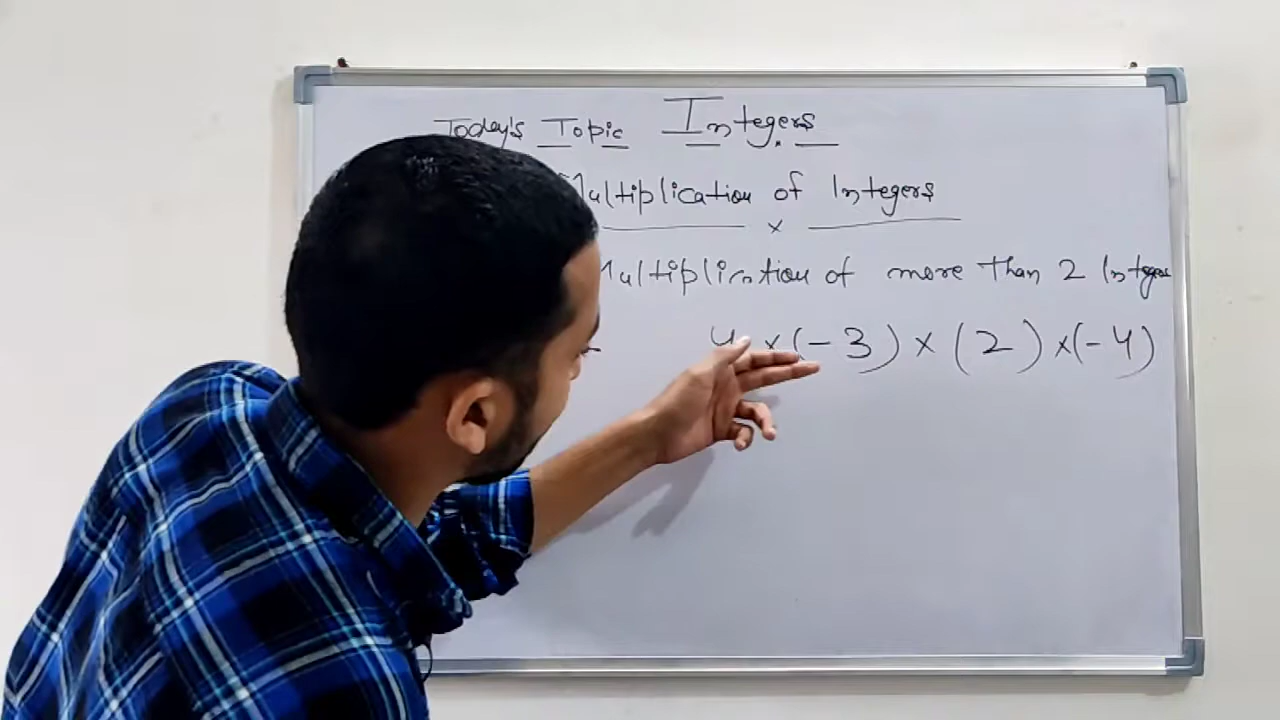 Today's Topic Integers
Multiplication of Integers
Multiplication of more than 2 Integers
4 × (-3) × (2) × (-4)